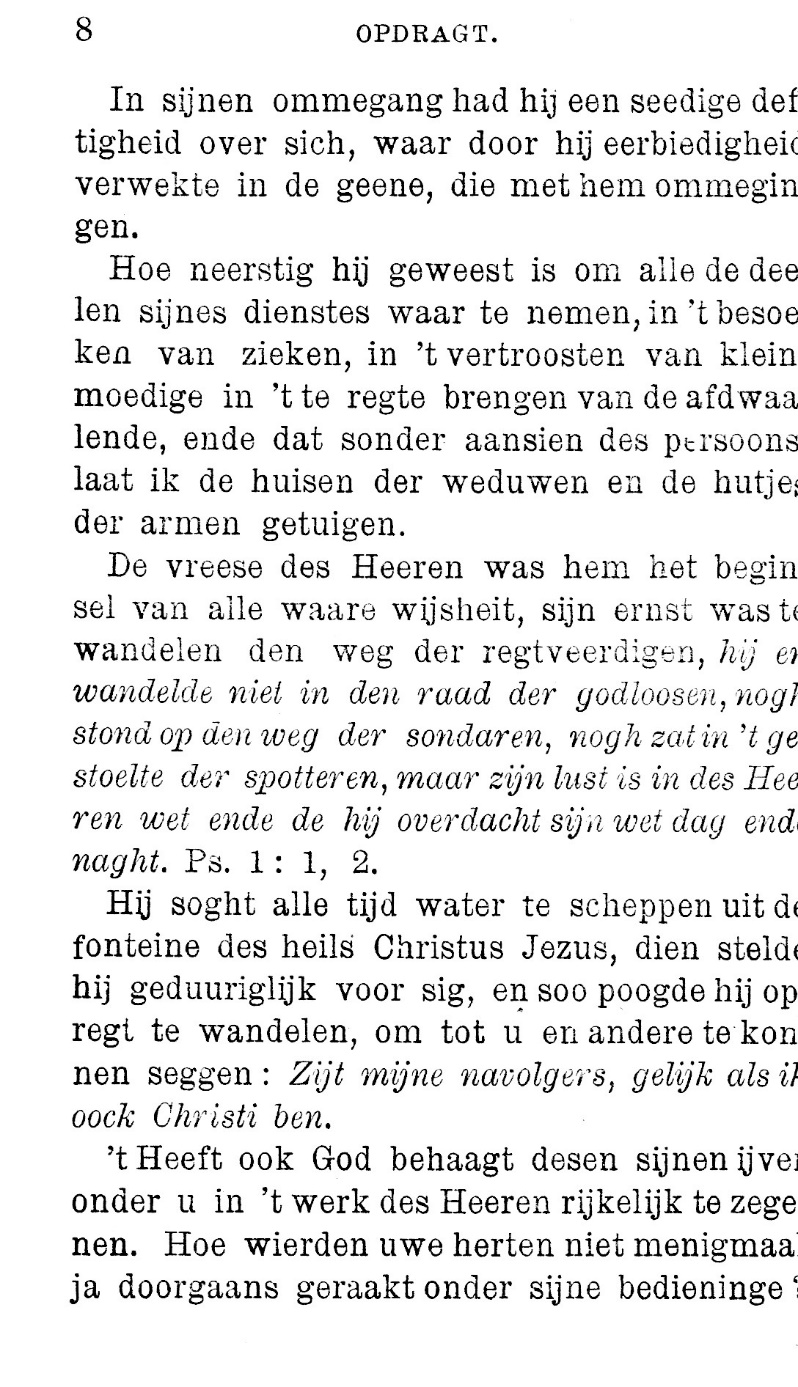 8 OPDRAGT.
In sijnen ommegang had hij een seedige def
tigheid over sich, waar door hij eerbiedigheid
verwekte in de geene, die met hem ommegin
gen.
Hoe neerstig hij geweest is om alle de dee
len sijnes dienstes waar te nemen, in 't besoe
ken van zieken, in 't vertroosten van klein
moedige in 't te regte brengen van de afdwaa
lende, ende dat sonder aansien des persoons
laat ik de huisen der weduwen en de hutjes
der armen getuigen.
De vreese des Heeren was hem het begin
sel van alle waare wijsheit, sijn ernst was te
wandelen den weg der regtveerdigen, hij en
wandelde niet in den raad der godloosen, nogh
stond op den weg der sondaren, nogh zat in 't ge
stoelte der spotteren, maar zijn lust is in des Hee
ren wet ende de hij overdacht sijn wet dag ende
naght. Ps. 1 : 1, 2.
Hij soght alle tijd water te scheppen uit de
fonteine des heils Christus Jezus, dien stelde
hij geduuriglijk voor sig, en soo poogde hij op
regt te wandelen, om tot u en andere te kon
nen seggen : Zijt mijne navolgers, gelijk als ik
oock Christi ben.
't Heeft ook God behaagt desen sijnen ijver
onder u in 't werk des Heeren rijkelijk te zege
nen. Hoe wierden uwe herten niet menigmaal
ja doorgaans geraakt onder sijne bedieninge